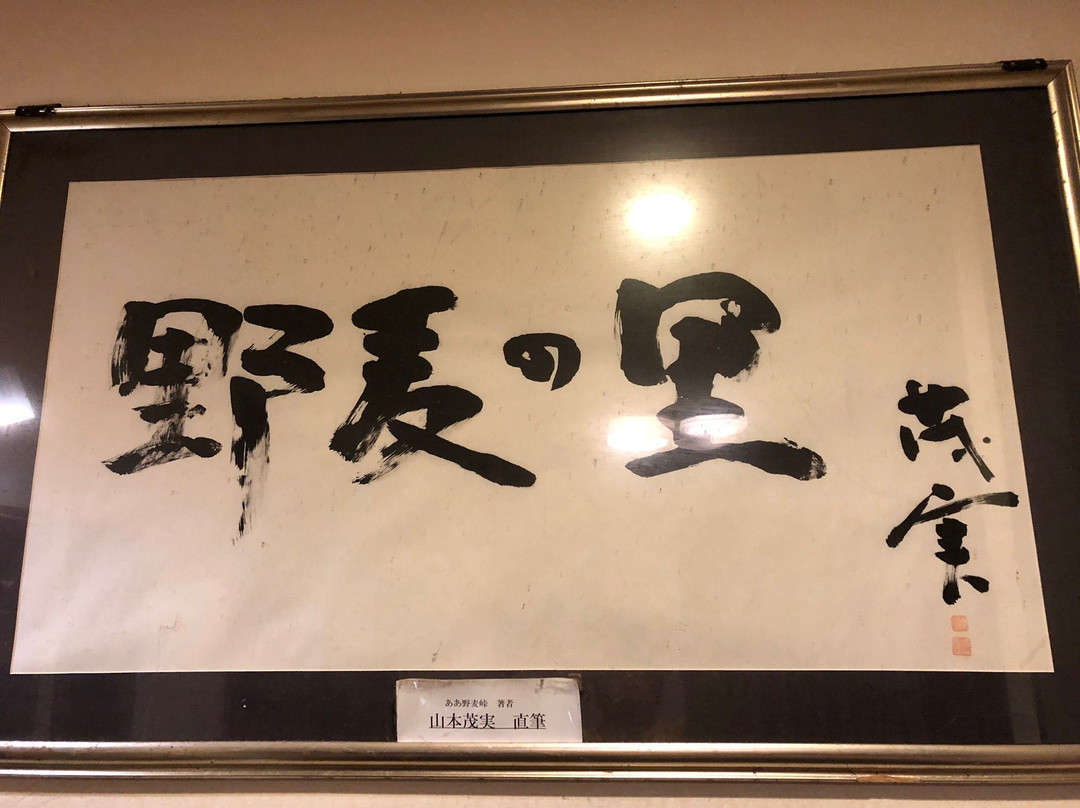 野麦の里
茂実
ああ野麦峠　著者
山本茂実　直筆